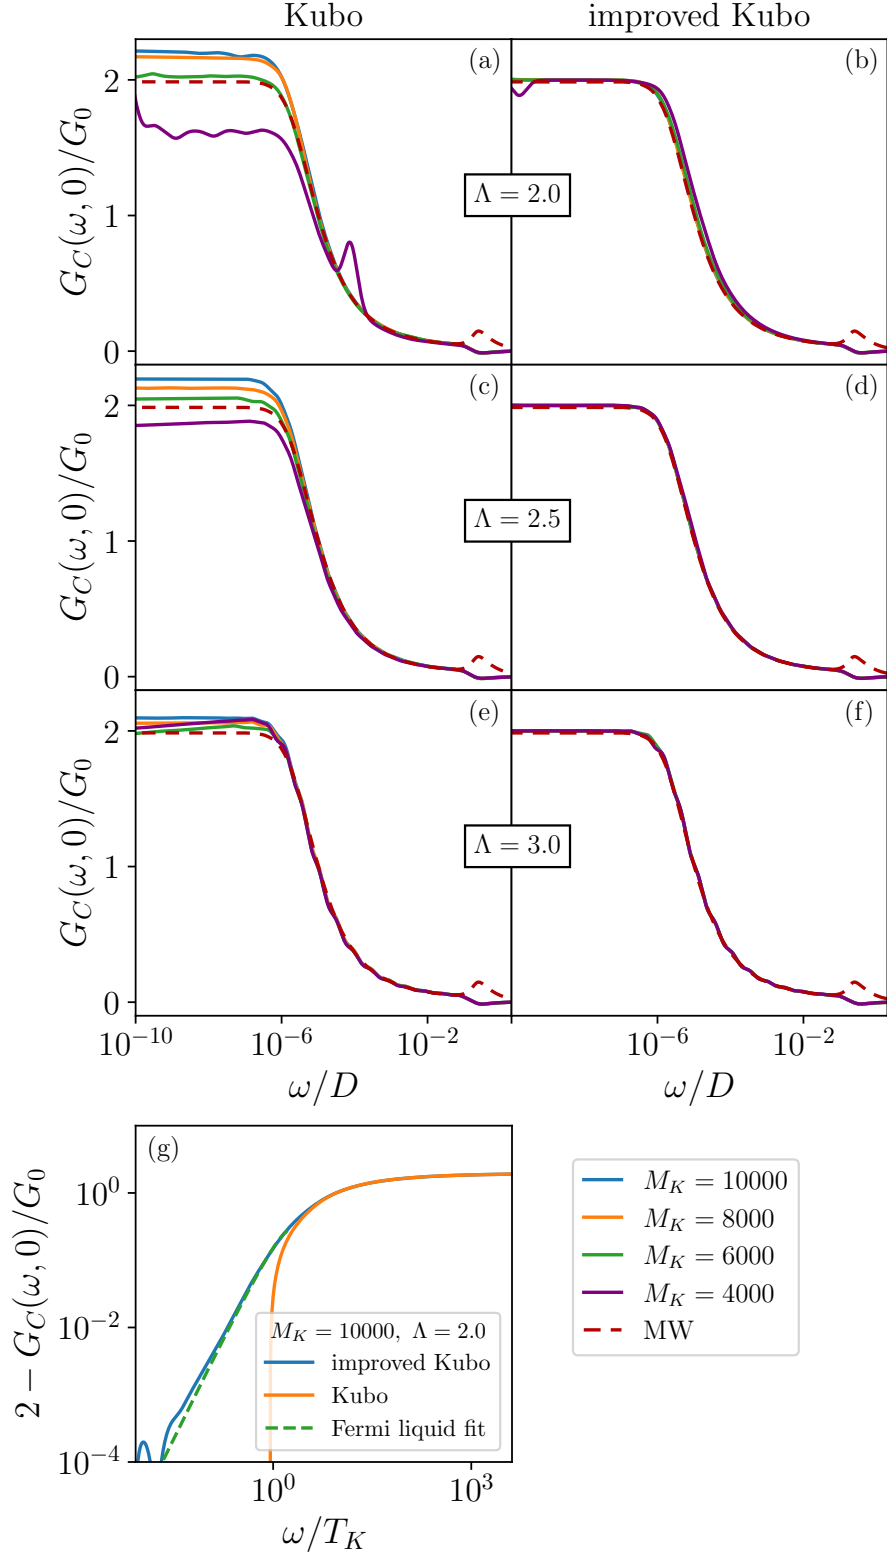 Kubo
improved Kubo
(a)
(b)
2
1
0
G_C(ω, 0)/G_0
Λ = 2.0
(c)
(d)
2
1
0
G_C(ω, 0)/G_0
Λ = 2.5
(e)
(f)
2
1
0
G_C(ω, 0)/G_0
Λ = 3.0
10^{-10}
10^{-6}
10^{-2}
10^{-6}
10^{-2}
ω/D
ω/D
(g)
10^0
10^{-2}
10^{-4}
2 − G_C(ω, 0)/G_0
M_K = 10000, Λ = 2.0
improved Kubo
Kubo
Fermi liquid fit
10^0
10^3
ω/T_K
M_K = 10000
M_K = 8000
M_K = 6000
M_K = 4000
MW